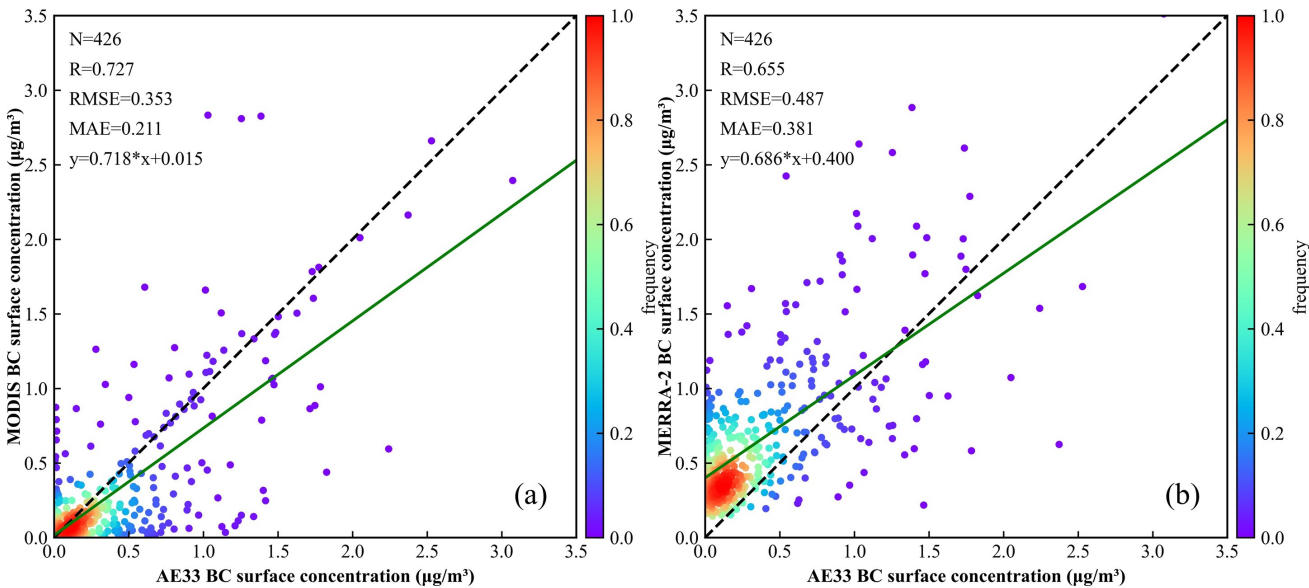 N=426
R=0.727
RMSE=0.353
MAE=0.211
y=0.718*x+0.015
MODIS BC surface concentration (μg/m³)
3.5
3.0
2.5
2.0
1.5
1.0
0.5
0.0
0.0 0.5 1.0 1.5 2.0 2.5 3.0 3.5
AE33 BC surface concentration (μg/m³)
(a)
1.0
0.8
0.6
0.4
0.2
0.0
frequency
N=426
R=0.655
RMSE=0.487
MAE=0.381
y=0.686*x+0.400
MERRA-2 BC surface concentration (μg/m³)
3.5
3.0
2.5
2.0
1.5
1.0
0.5
0.0
0.0 0.5 1.0 1.5 2.0 2.5 3.0 3.5
AE33 BC surface concentration (μg/m³)
(b)
1.0
0.8
0.6
0.4
0.2
0.0
frequency